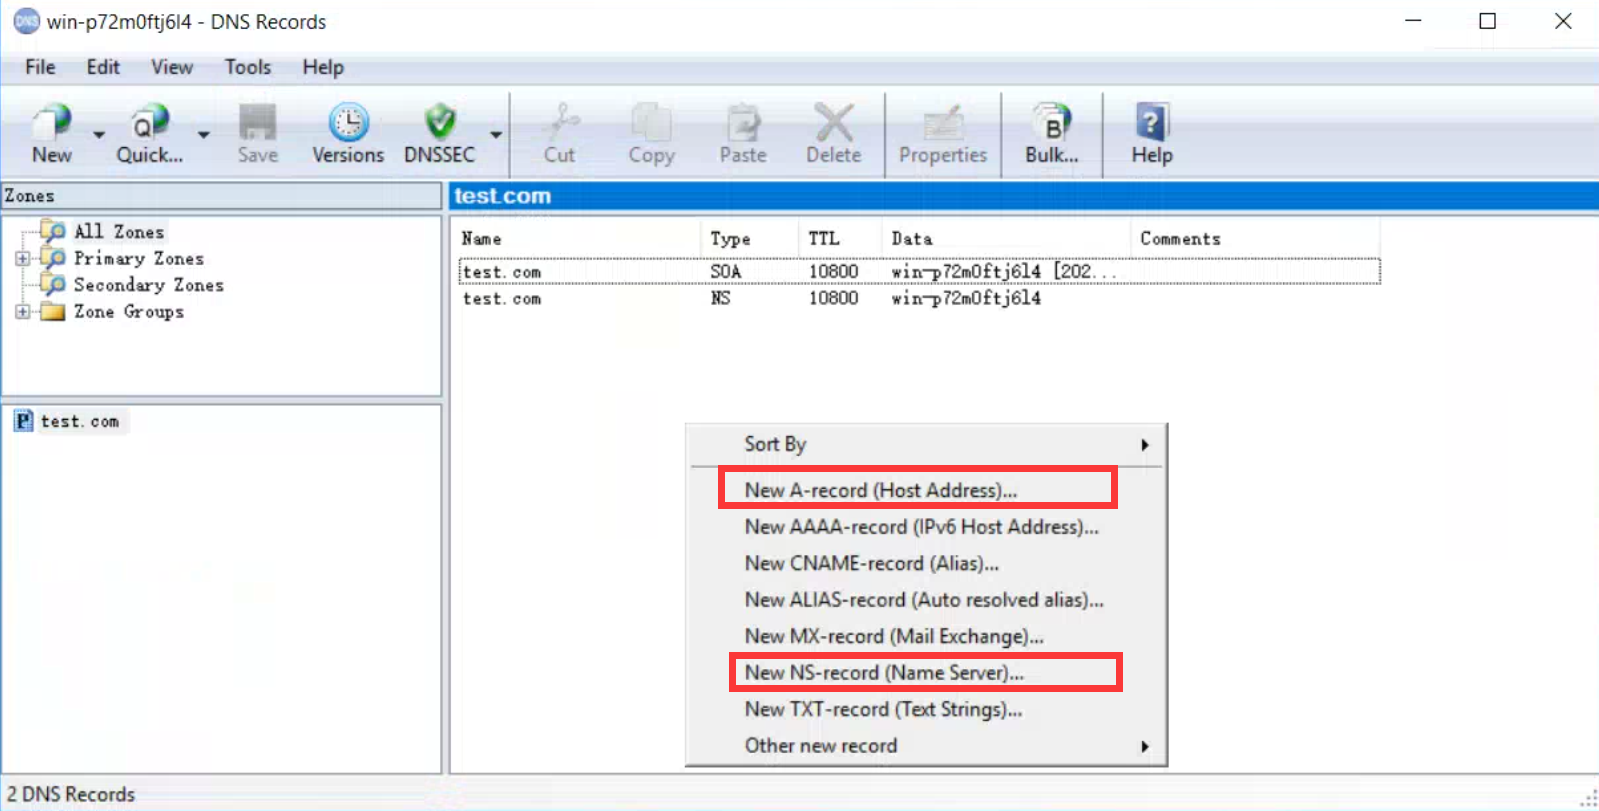 win-p72m0ftj6l4 - DNS Records
File Edit View Tools Help
New Quick... Save Versions DNSSEC Cut Copy Paste Delete Properties Bulk... Help
Zones
test.com
All Zones
Primary Zones
Secondary Zones
Zone Groups
Name Type TTL Data Comments
test.com SOA 10800 win-p72m0ftj6l4 [202...
test.com NS 10800 win-p72m0ftj6l4
test.com
Sort By
New A-record (Host Address)...
New AAAA-record (IPv6 Host Address)...
New CNAME-record (Alias)...
New ALIAS-record (Auto resolved alias)...
New MX-record (Mail Exchange)...
New NS-record (Name Server)...
New TXT-record (Text Strings)...
Other new record
2 DNS Records